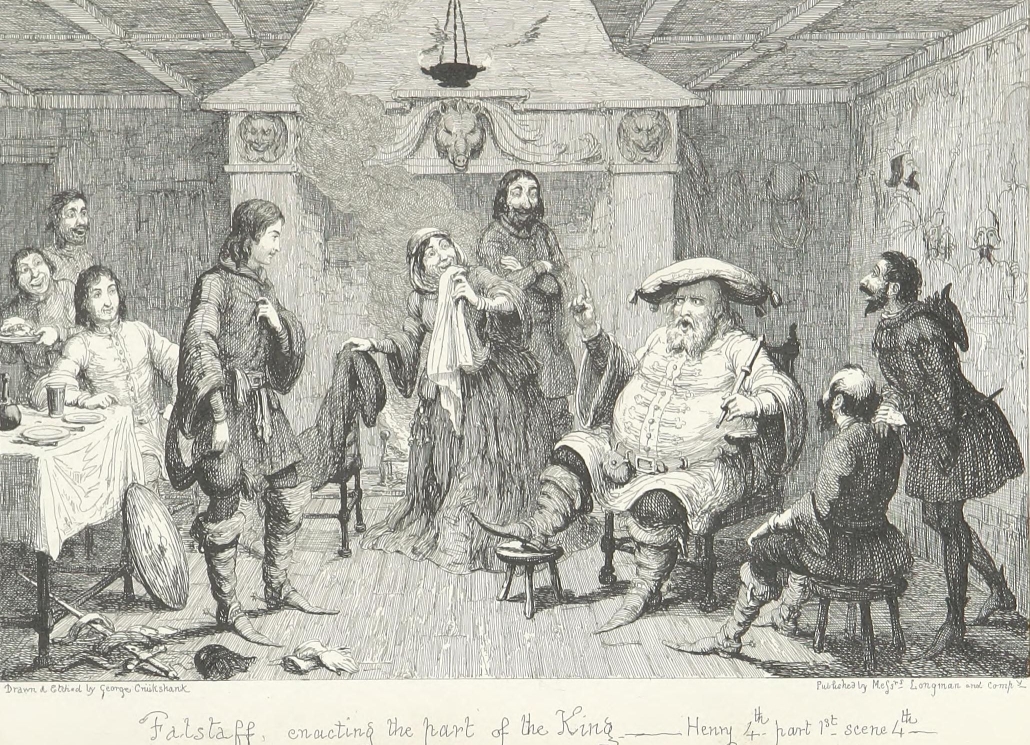 Drawn & Etched by George Cruikshank
Published by Messrs Longman and Compy
Falstaff, enacting the part of the King — Henry 4th part 1st scene 4th —